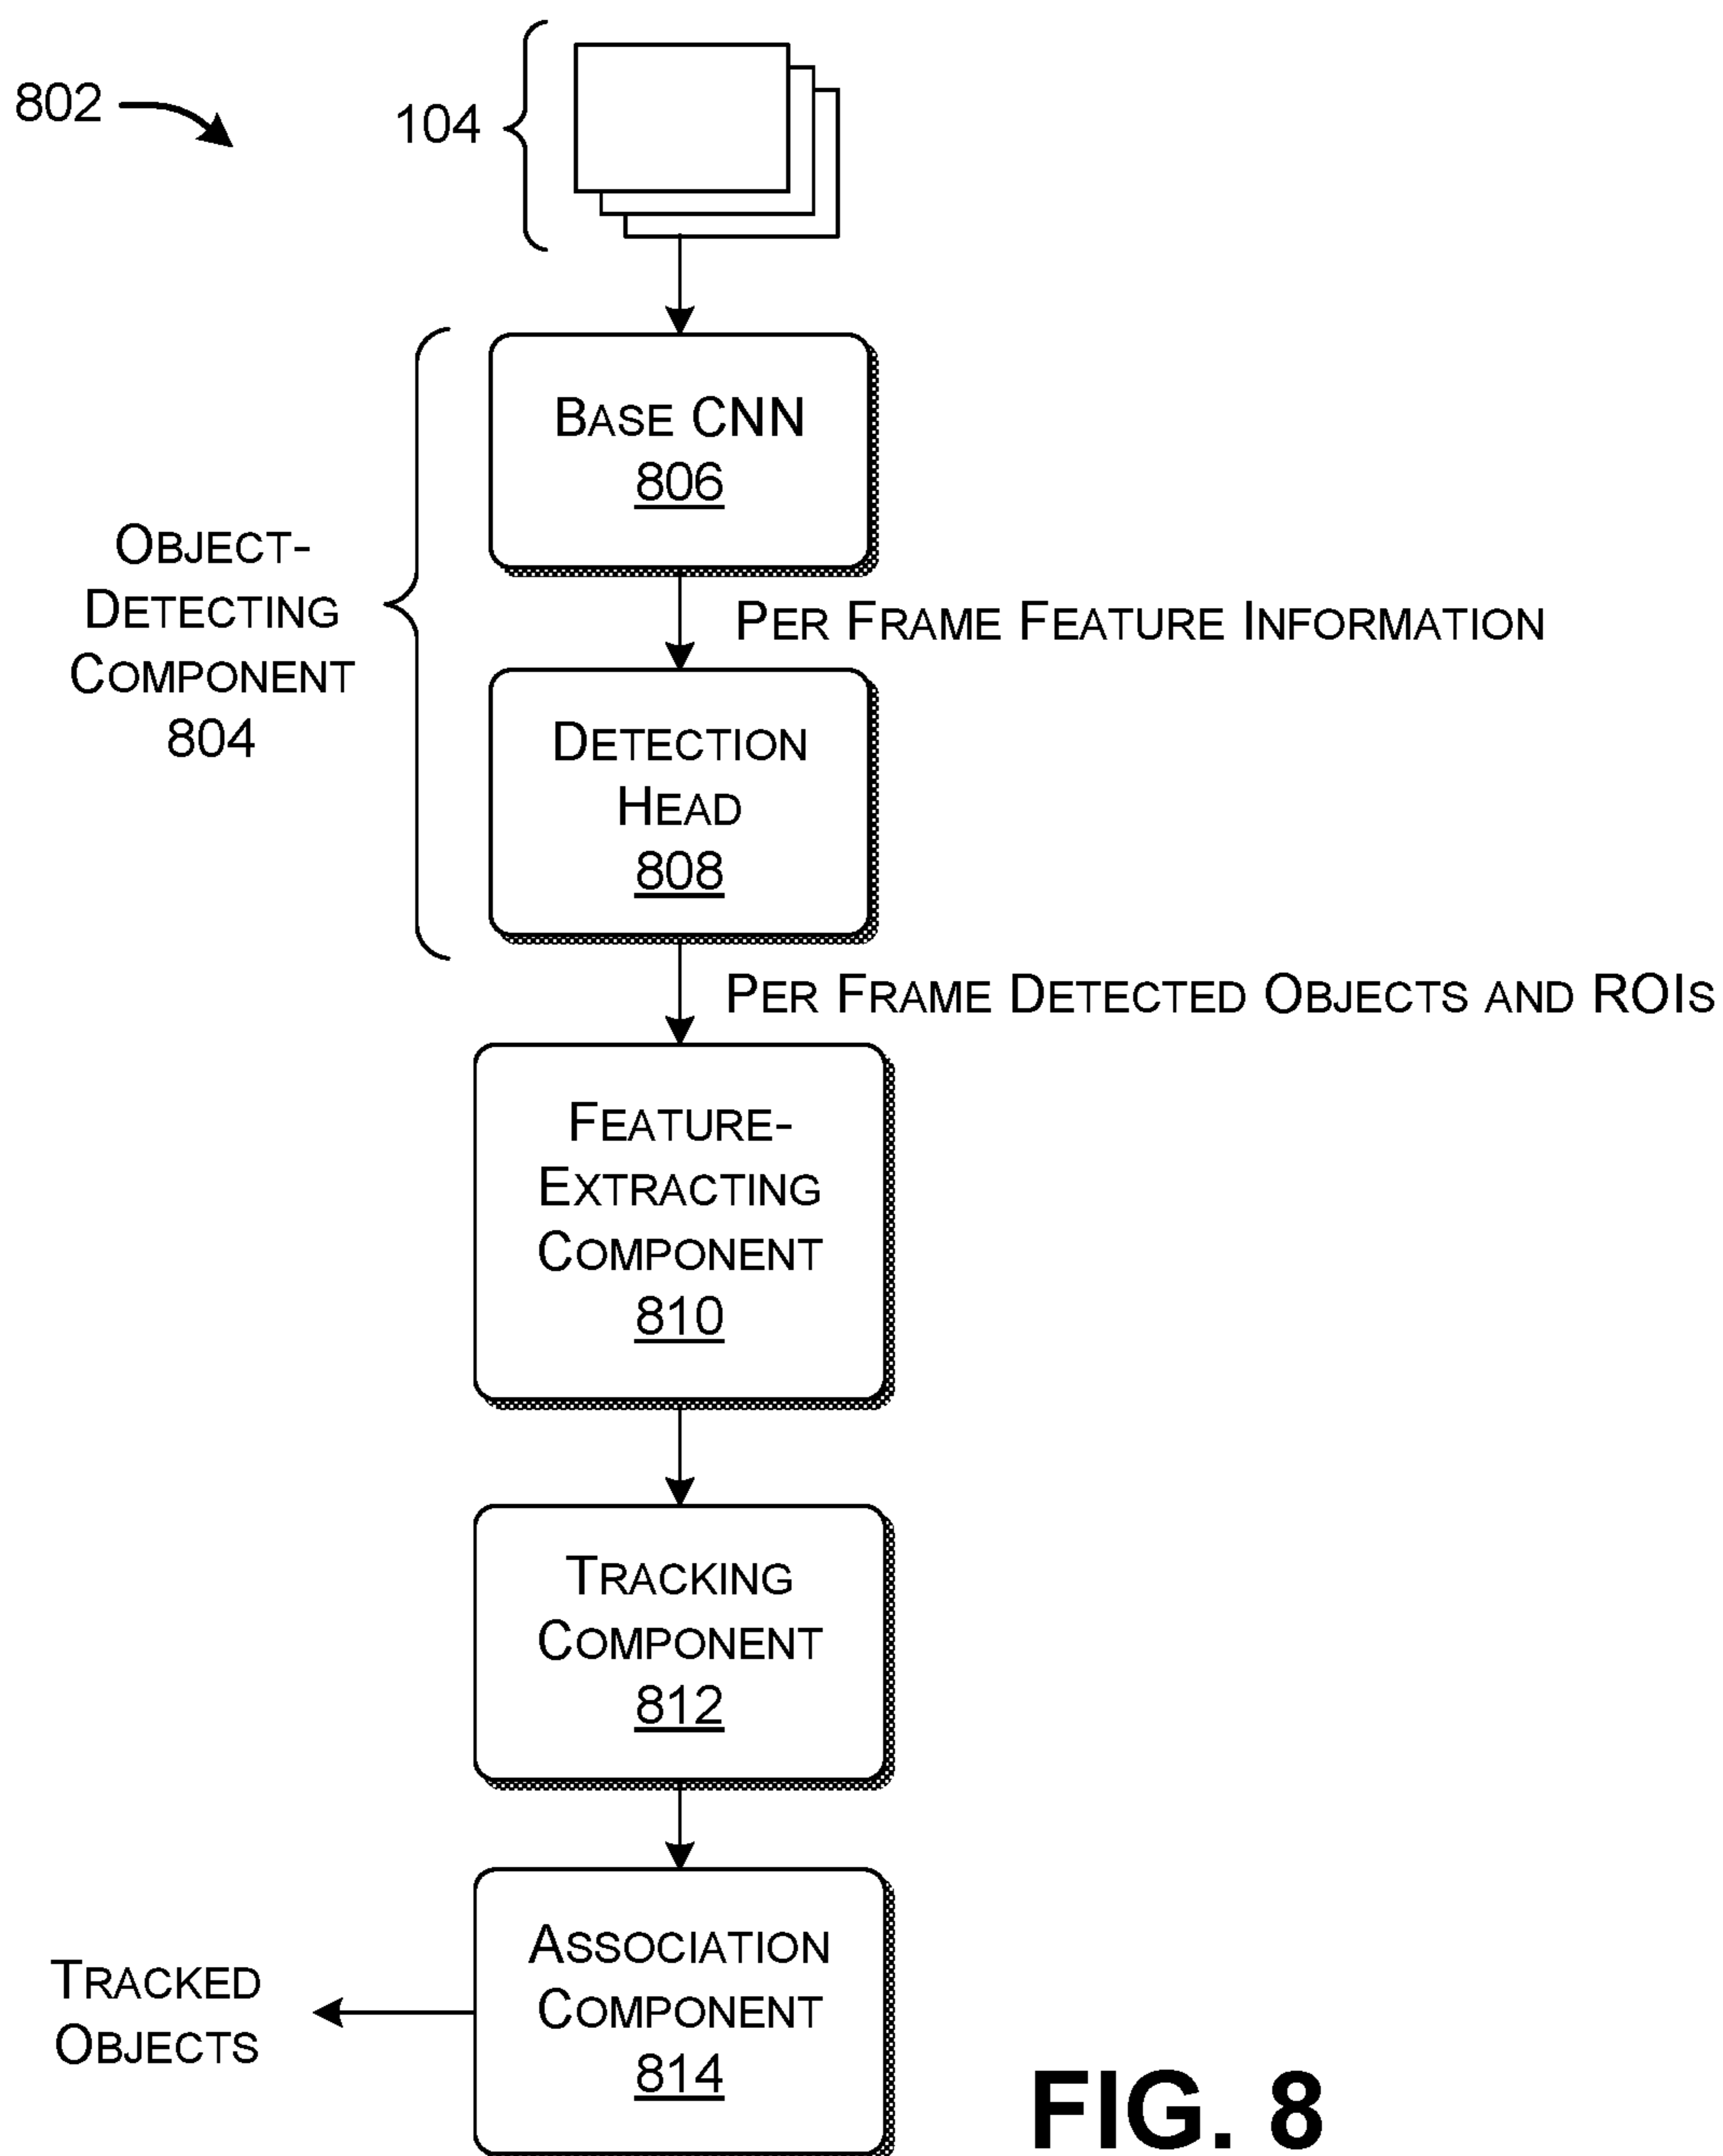 802
104
BASE CNN
806
OBJECT-
DETECTING
COMPONENT
804
PER FRAME FEATURE INFORMATION
DETECTION
HEAD
808
PER FRAME DETECTED OBJECTS AND ROIS
FEATURE-
EXTRACTING
COMPONENT
810
TRACKING
COMPONENT
812
ASSOCIATION
COMPONENT
814
TRACKED
OBJECTS
FIG. 8